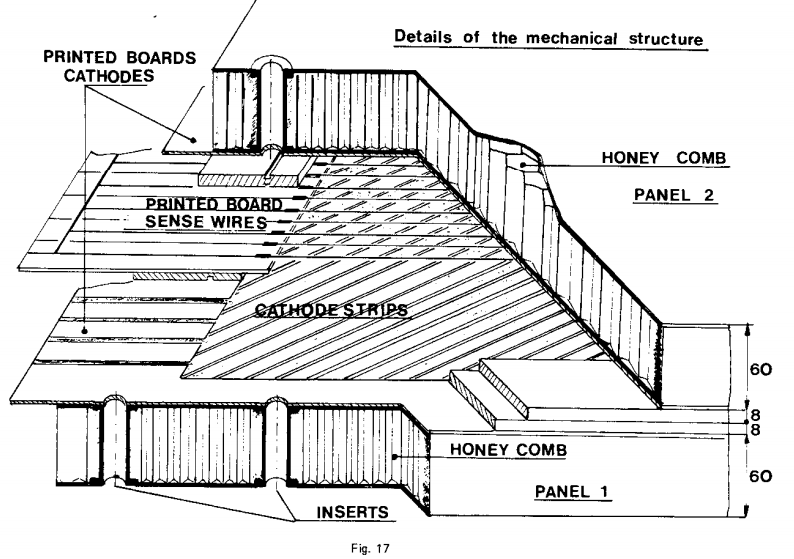 Details of the mechanical structure
PRINTED BOARDS
CATHODES
HONEY COMB
PANEL 2
PRINTED BOARD
SENSE WIRES
CATHODE STRIPS
60
8
8
60
HONEY COMB
PANEL 1
INSERTS
Fig. 17